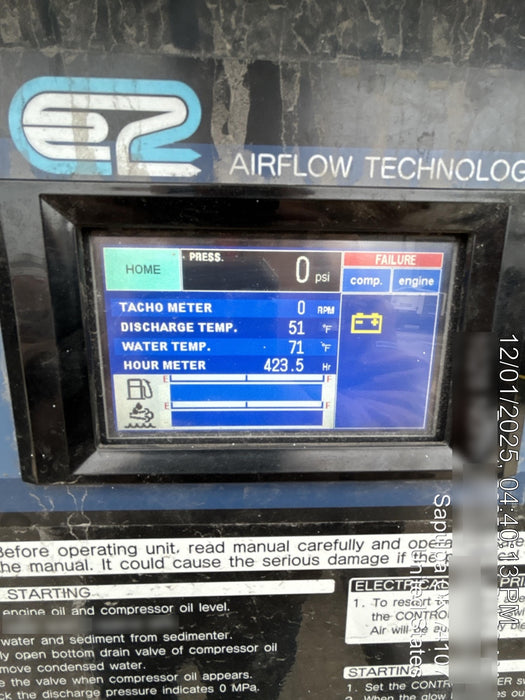 AIRFLOW TECHNOLOG
HOME
PRESS.
0 psi
FAILURE
comp. engine
TACHO METER 0 RPM
DISCHARGE TEMP. 51 °F
WATER TEMP. 71 °F
HOUR METER 423.5 Hr
E F
E F
Before operating unit, read manual carefully and
the manual. It could cause the serious damage if the
STARTING
engine oil and compressor oil level.
water and sediment from sedimenter.
ly open bottom drain valve of compressor
move condensed water.
e the valve when compressor oil appears.
ck the discharge pressure indicates 0 MPa.
ELECTRICAL
1. To restart
the CONTRO
Air will be
STARTING
1. Set the CONTR
2. When the glow
12/01/2025, 04:40:13 PM